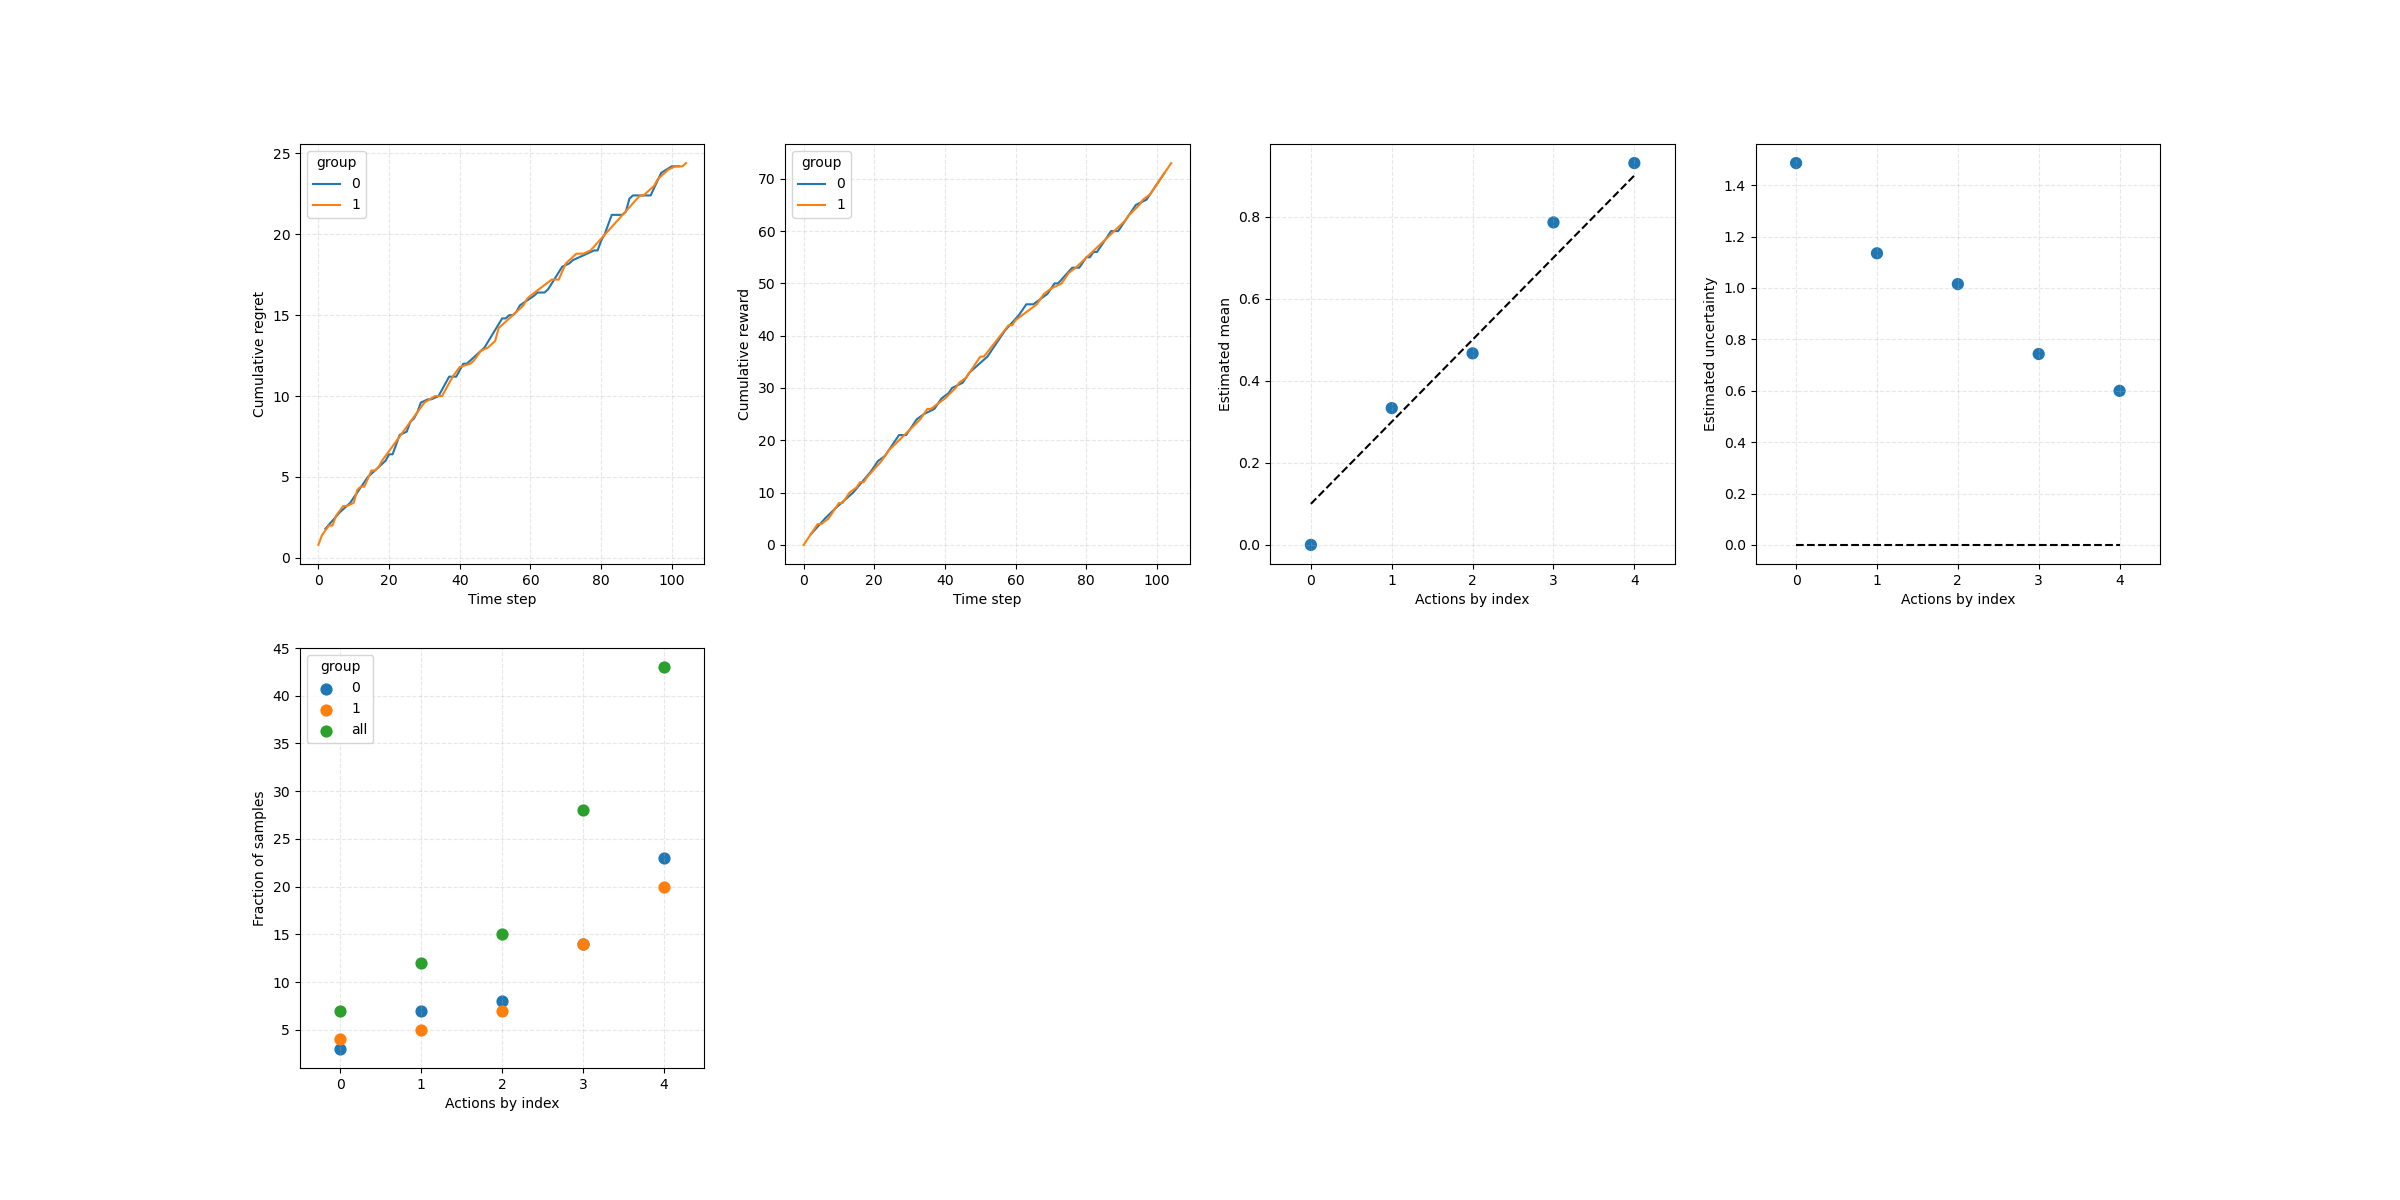 group
0
1
25
20
15
10
5
0
Cumulative regret
0 20 40 60 80 100
Time step
group
0
1
70
60
50
40
30
20
10
0
Cumulative reward
0 20 40 60 80 100
Time step
0.8
0.6
0.4
0.2
0.0
Estimated mean
0 1 2 3 4
Actions by index
1.4
1.2
1.0
0.8
0.6
0.4
0.2
0.0
Estimated uncertainty
0 1 2 3 4
Actions by index
group
0
1
all
45
40
35
30
25
20
15
10
5
Fraction of samples
0 1 2 3 4
Actions by index